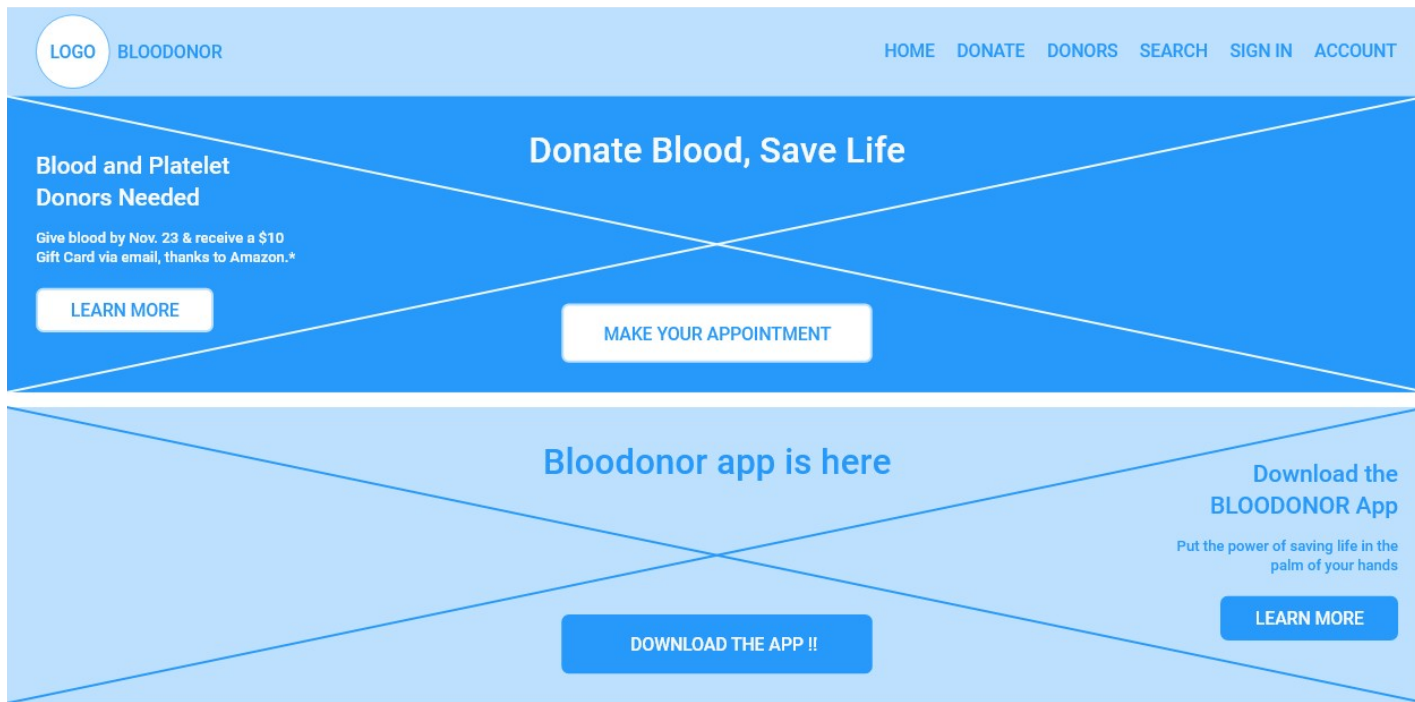 LOGO BLOODONOR HOME DONATE DONORS SEARCH SIGN IN ACCOUNT
Donate Blood, Save Life
Blood and Platelet
Donors Needed
Give blood by Nov. 23 & receive a $10
Gift Card via email, thanks to Amazon.*
LEARN MORE
MAKE YOUR APPOINTMENT
Bloodonor app is here
Download the
BLOODONOR App
Put the power of saving life in the
palm of your hands
LEARN MORE
DOWNLOAD THE APP !!